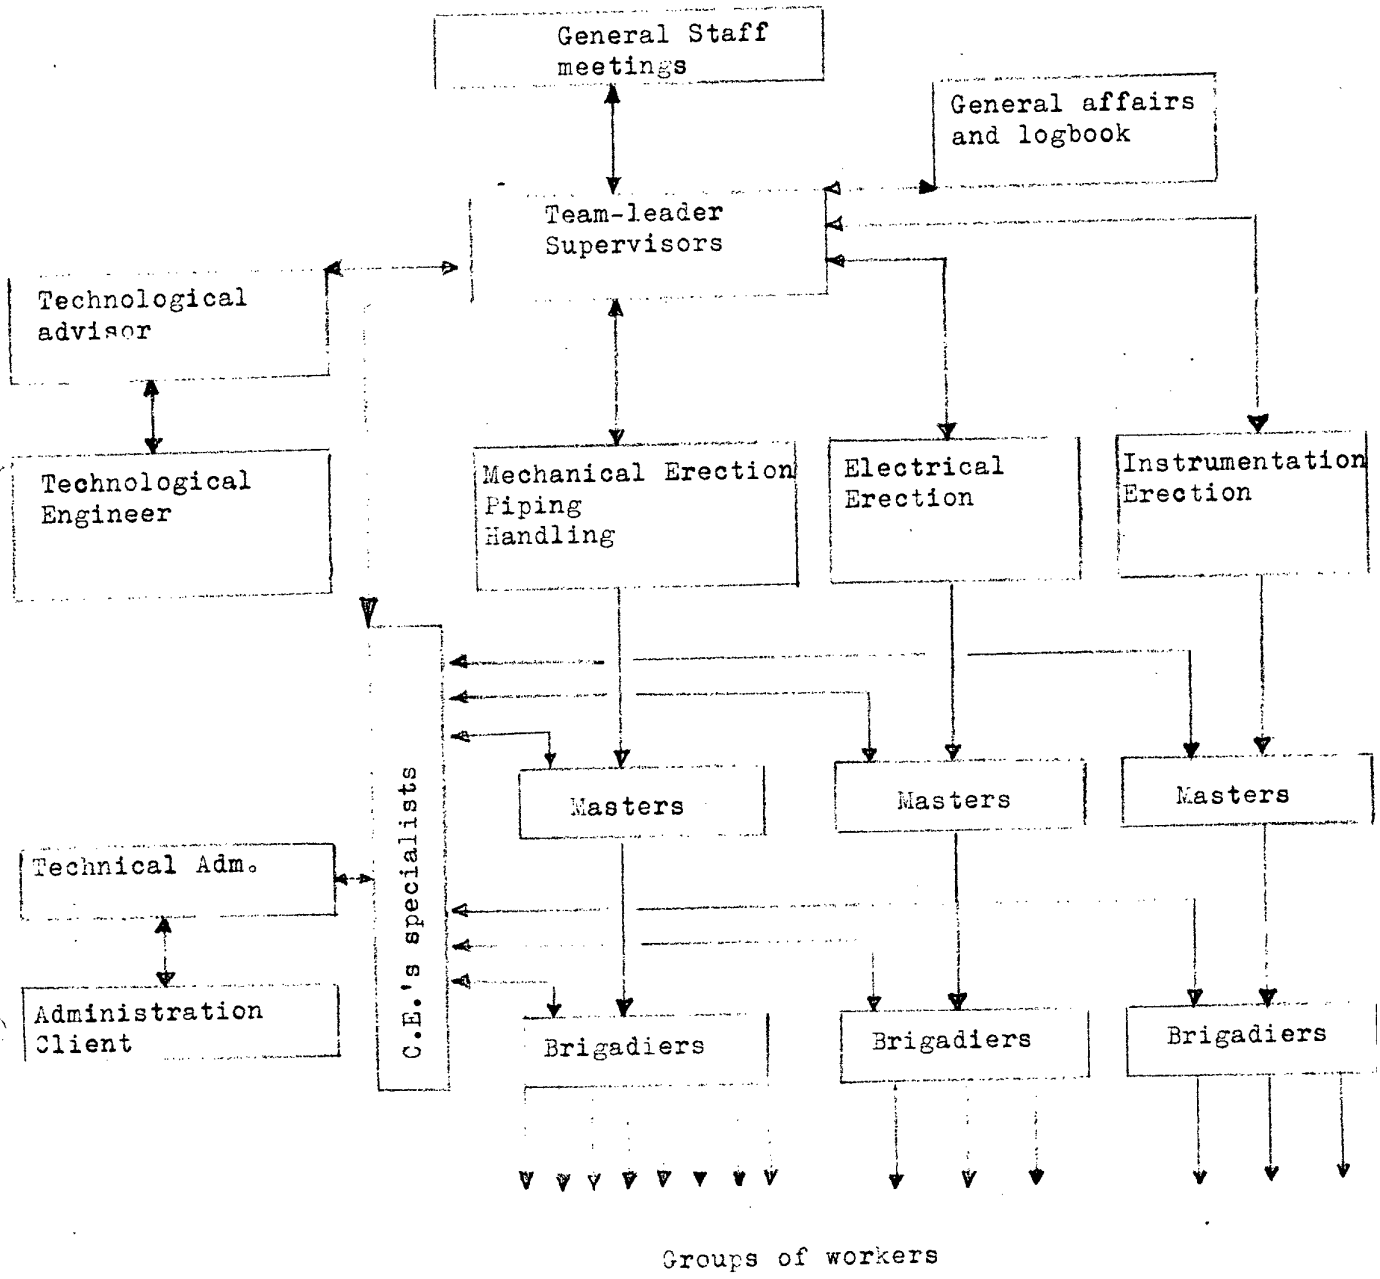 General Staff
meetings
General affairs
and logbook
Team-leader
Supervisors
Technological
advisor
Technological
Engineer
Mechanical Erection
Piping
Handling
Electrical
Erection
Instrumentation
Erection
C.E.'s specialists
Masters
Masters
Masters
Technical Adm.
Administration
Client
Brigadiers
Brigadiers
Brigadiers
Groups of workers